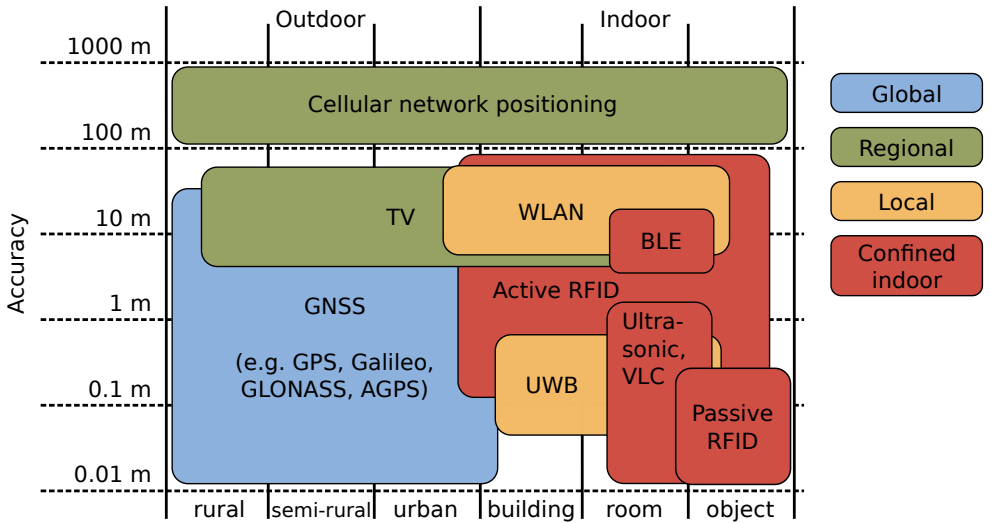 Outdoor
Indoor
1000 m
100 m
10 m
1 m
0.1 m
0.01 m
Accuracy
Cellular network positioning
TV
WLAN
BLE
Active RFID
GNSS
(e.g. GPS, Galileo,
GLONASS, AGPS)
Ultra-
sonic,
VLC
UWB
Passive
RFID
rural
semi-rural
urban
building
room
object
Global
Regional
Local
Confined
indoor